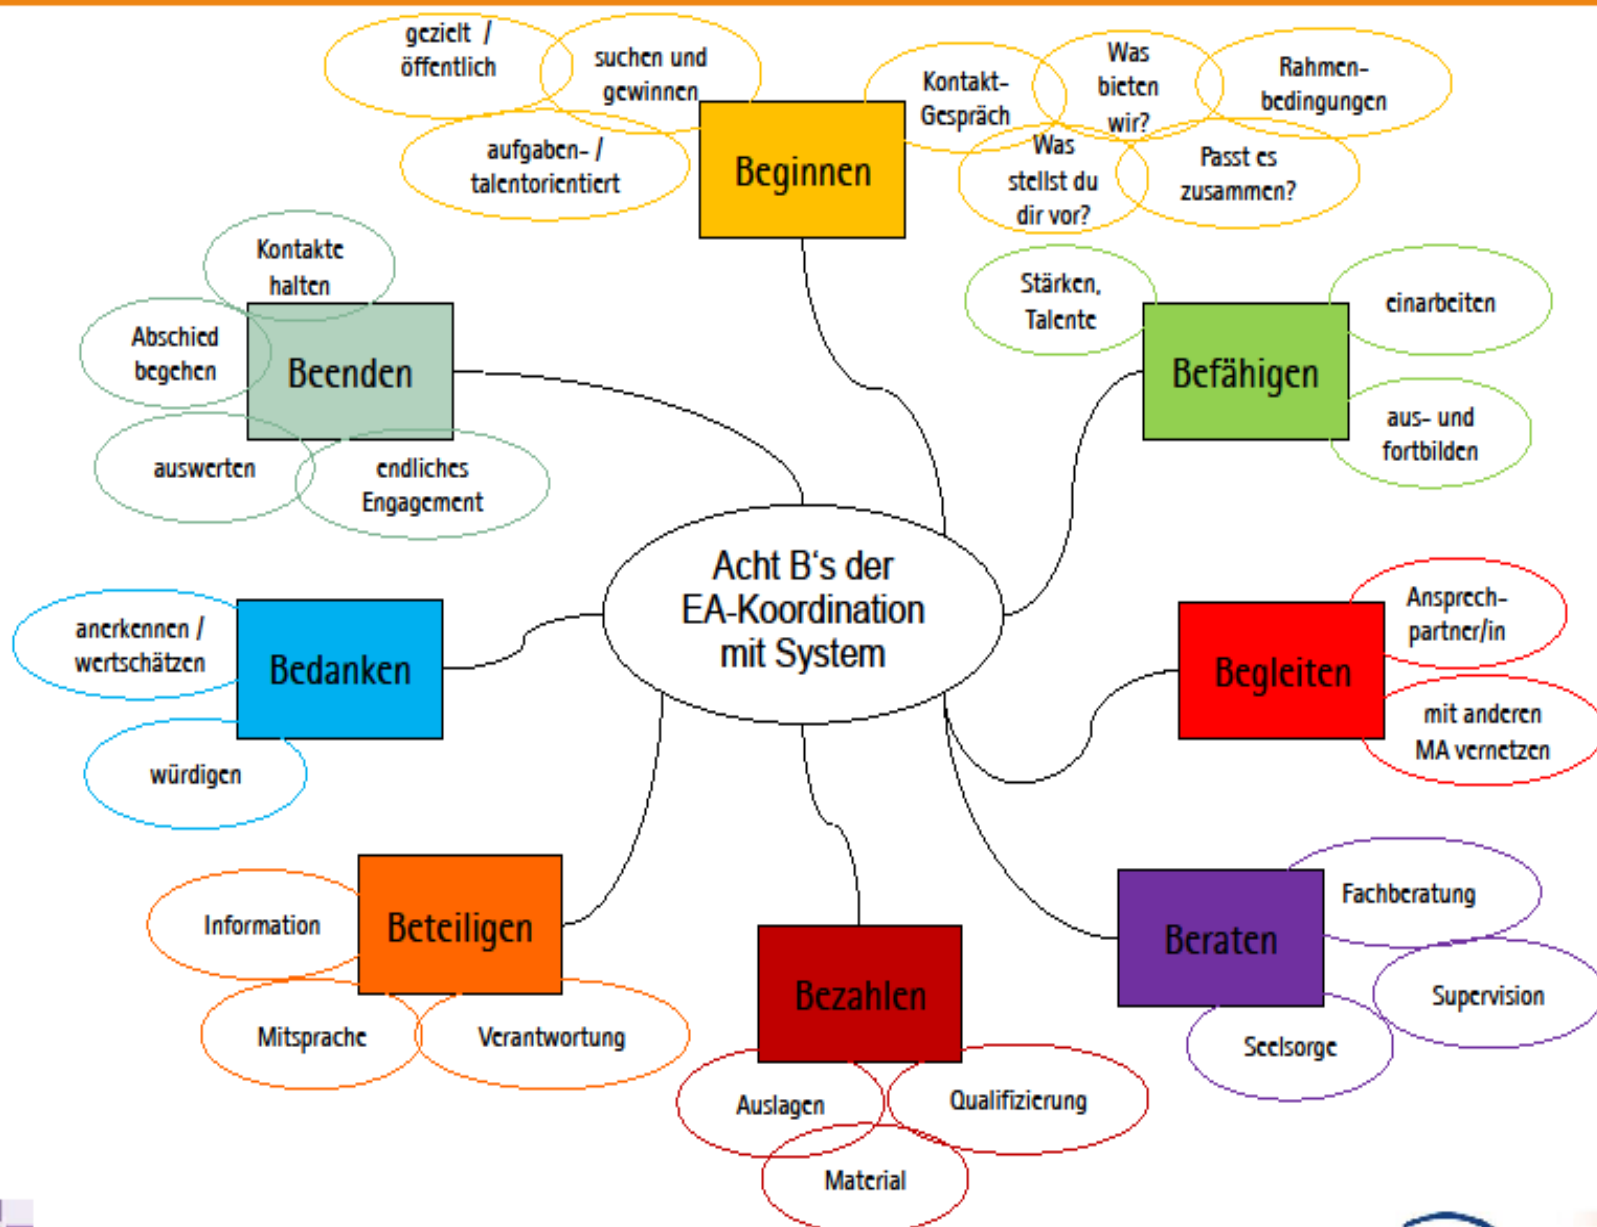 gezielt /
öffentlich
suchen und
gewinnen
aufgaben- /
talentorientiert
Beginnen
Kontakt-
Gespräch
Was
bieten
wir?
Rahmen-
bedingungen
Was
stellst du
dir vor?
Passt es
zusammen?
Kontakte
halten
Abschied
begehen
Beenden
auswerten
endliches
Engagement
Stärken,
Talente
einarbeiten
Befähigen
aus- und
fortbilden
Acht B‘s der
EA-Koordination
mit System
anerkennen /
wertschätzen
Bedanken
würdigen
Ansprech-
partner/in
Begleiten
mit anderen
MA vernetzen
Information
Beteiligen
Mitsprache
Verantwortung
Bezahlen
Auslagen
Qualifizierung
Material
Fachberatung
Beraten
Supervision
Seelsorge